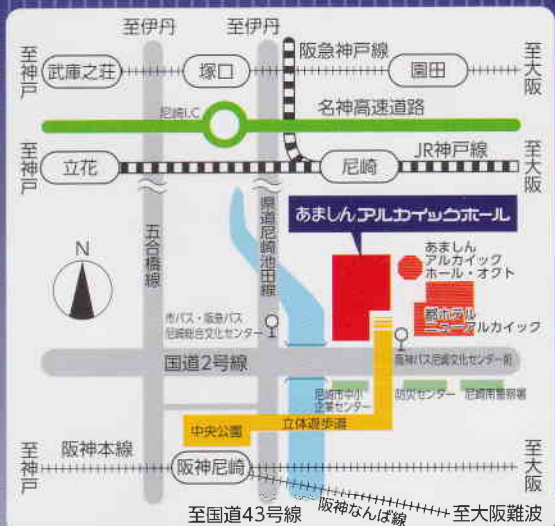 至伊丹
至伊丹
阪急神戸線
至神戸
武庫之荘
塚口
園田
至大阪
尼崎I.C
名神高速道路
至神戸
立花
尼崎
JR神戸線
至大阪
あましんアルカイックホール
五合橋線
県道尼崎池田線
N
あましん
アルカイック
ホール・オクト
都ホテル
ニューアルカイック
市バス・阪急バス
尼崎総合文化センター
国道2号線
阪神バス尼崎文化センター前
尼崎市中小
企業センター
防災センター
尼崎南警察署
中央公園
立体遊歩道
至神戸
阪神本線
阪神尼崎
至大阪
至国道43号線
阪神なんば線
至大阪難波